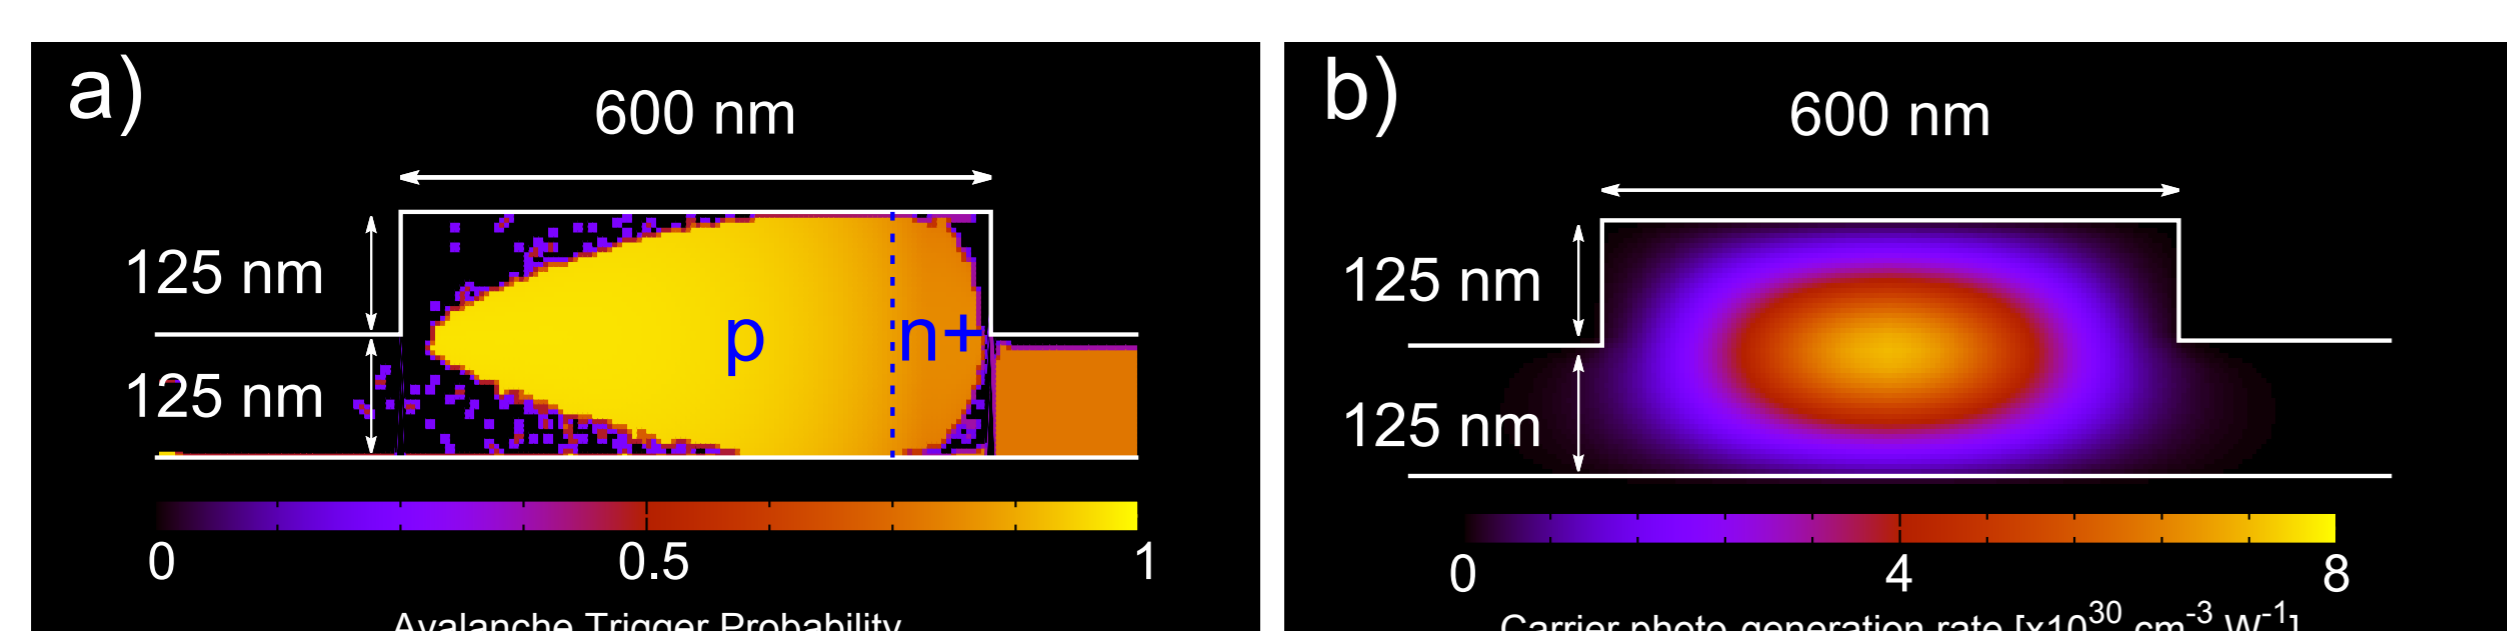 a)
600 nm
125 nm
125 nm
p
n+
0
0.5
1
Avalanche Trigger Probability
b)
600 nm
125 nm
125 nm
0
4
8
Carrier photo-generation rate [x10^30 cm^-3 W^-1]